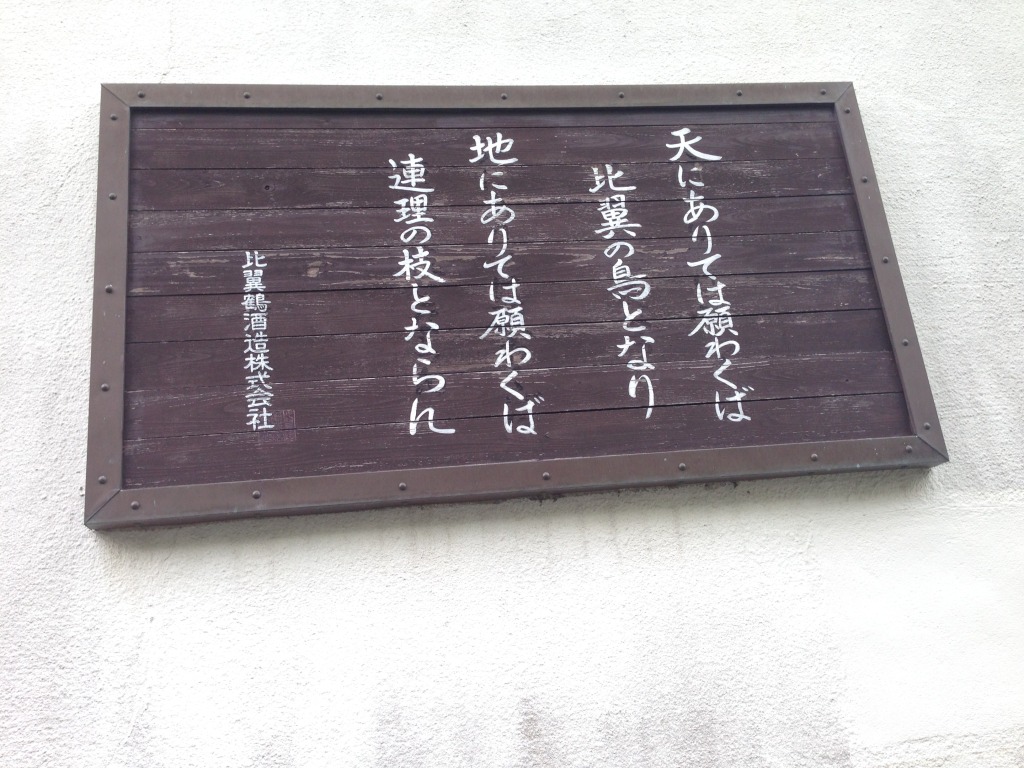 天にありては願わくば
比翼の鳥となり
地にありては願わくば
連理の枝とならん
比翼鶴酒造株式会社